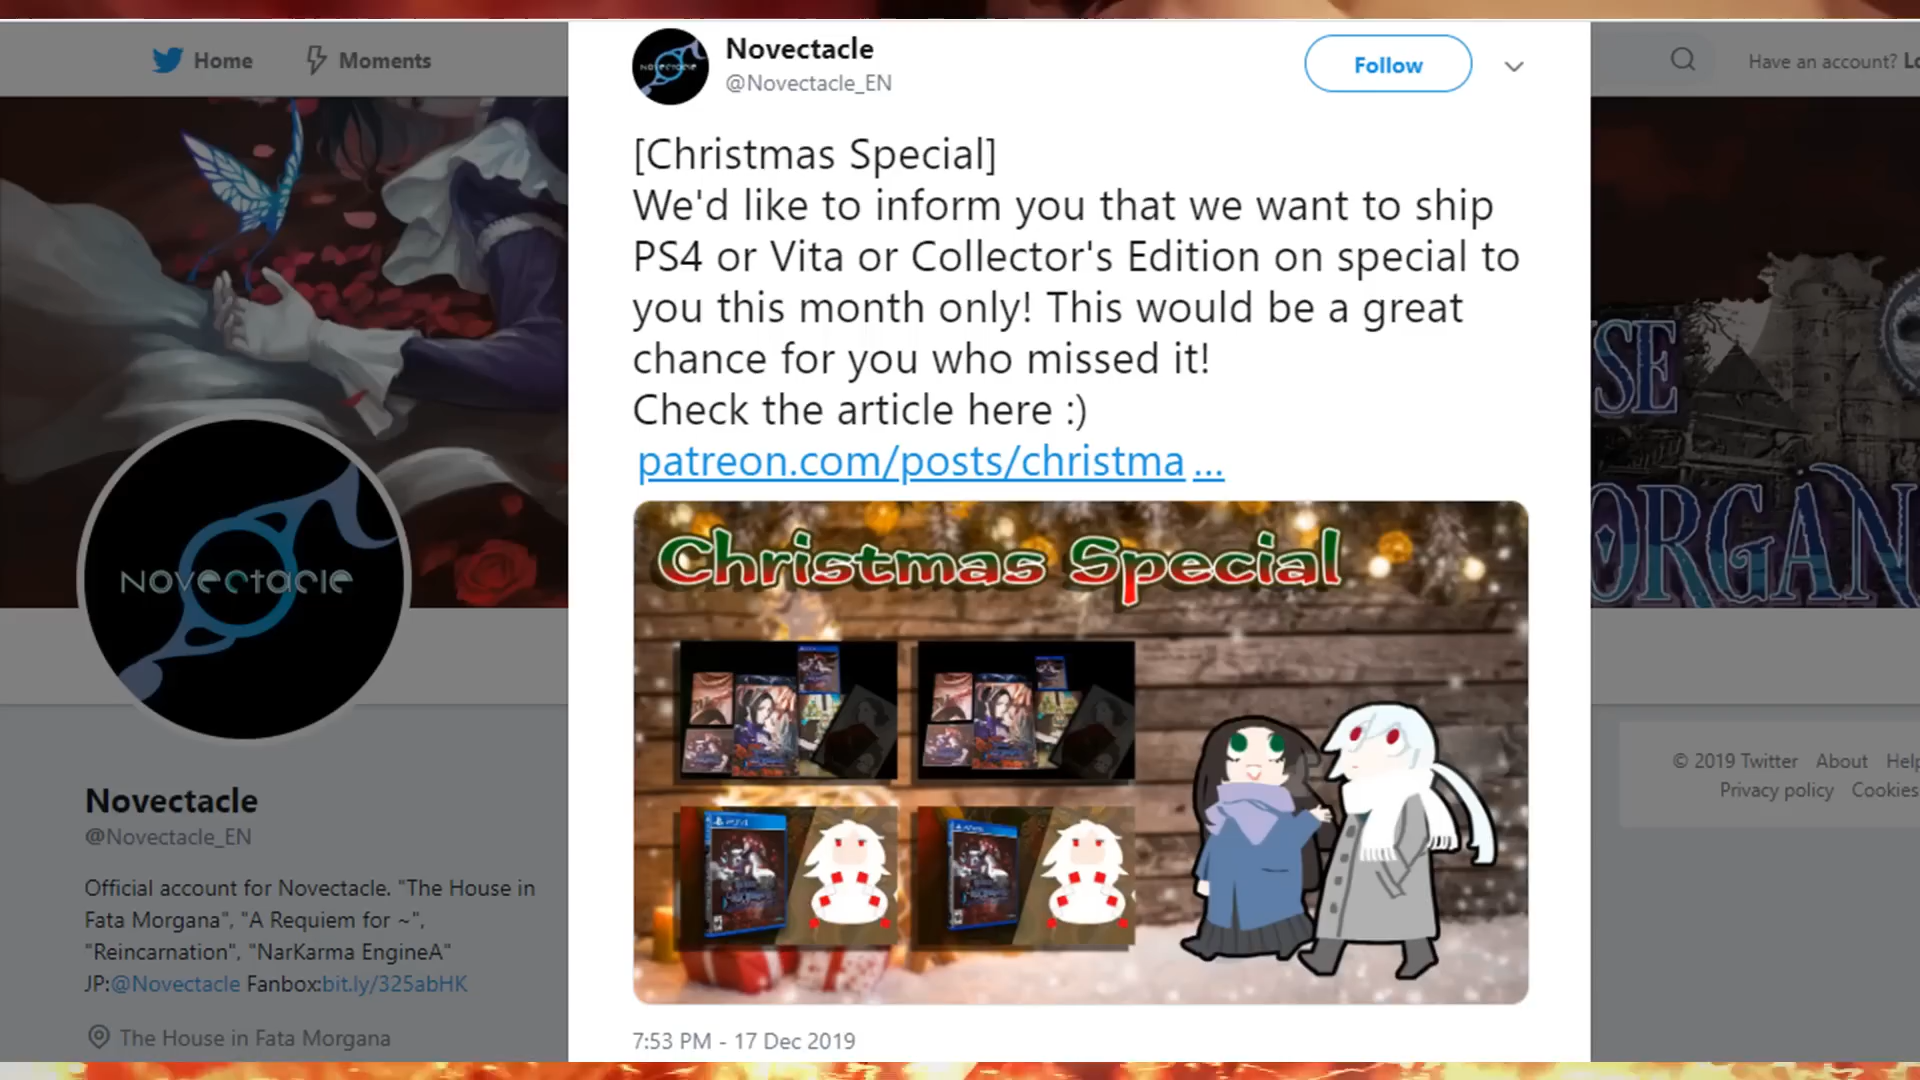 Home
Moments
Novectacle
@Novectacle_EN
Follow
Have an account?
[Christmas Special]
We'd like to inform you that we want to ship
PS4 or Vita or Collector's Edition on special to
you this month only! This would be a great
chance for you who missed it!
Check the article here :)
patreon.com/posts/christma ...
Christmas Special
7:53 PM - 17 Dec 2019
NOVECTACLE
Novectacle
@Novectacle_EN
Official account for Novectacle. "The House in
Fata Morgana", "A Requiem for ~",
"Reincarnation", "NarKarma EngineA"
JP:@Novectacle Fanbox:bit.ly/325abHK
The House in Fata Morgana
© 2019 Twitter About
Privacy policy Cookies